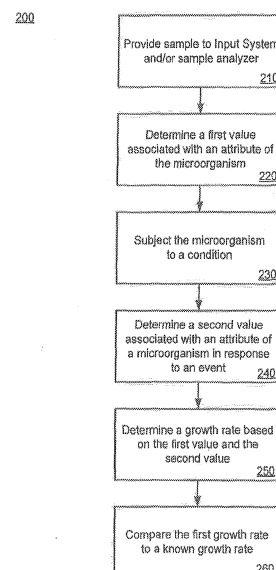 200
Provide sample to Input System
and/or sample analyzer
210
Determine a first value
associated with an attribute of
the microorganism
220
Subject the microorganism
to a condition
230
Determine a second value
associated with an attribute of
a microorganism in response
to an event
240
Determine a growth rate based
on the first value and the
second value
250
Compare the first growth rate
to a known growth rate
260